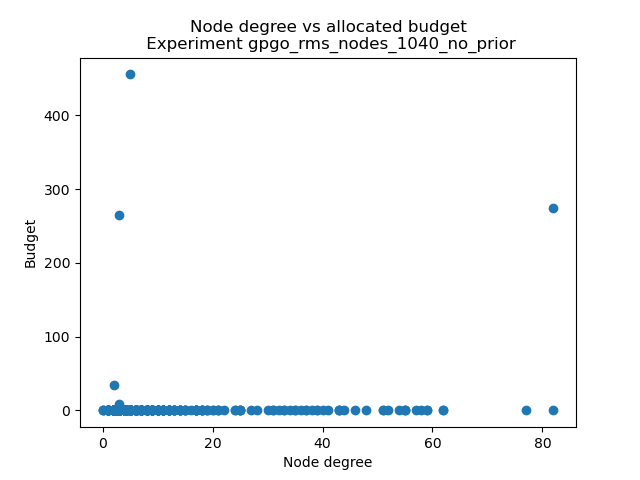 Node degree vs allocated budget
Experiment gpgo_rms_nodes_1040_no_prior
400
300
200
100
0
Budget
0 20 40 60 80
Node degree